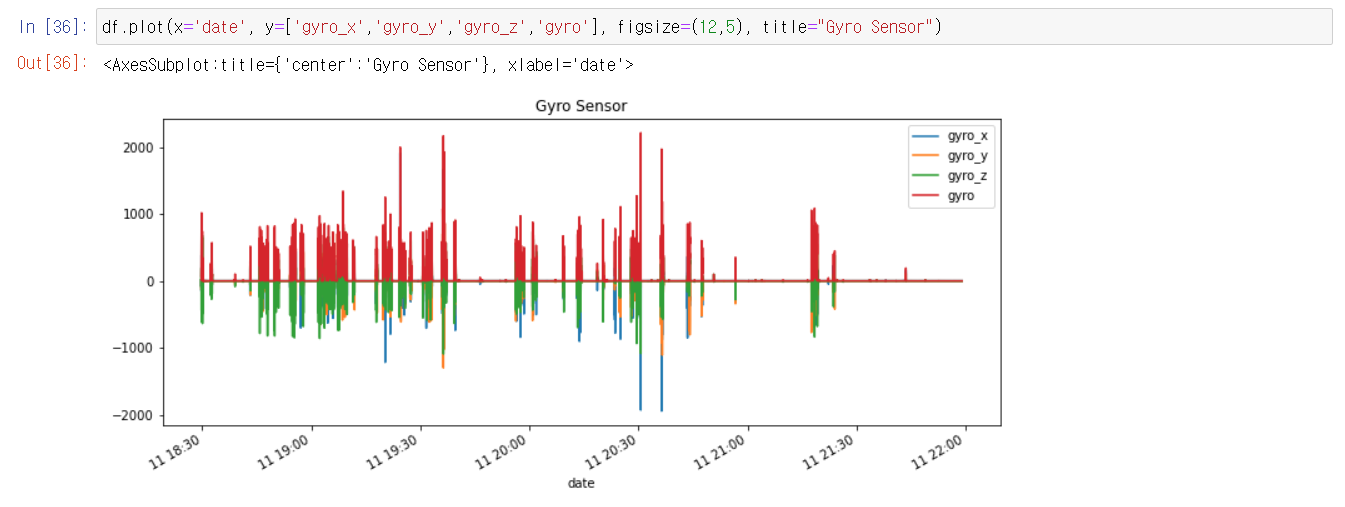 In [36]: df.plot(x='date', y=['gyro_x','gyro_y','gyro_z','gyro'], figsize=(12,5), title="Gyro Sensor")
Out[36]: <AxesSubplot:title={'center':'Gyro Sensor'}, xlabel='date'>
Gyro Sensor
gyro_x
gyro_y
gyro_z
gyro
2000
1000
0
−1000
−2000
11 18:30
11 19:00
11 19:30
11 20:00
11 20:30
11 21:00
11 21:30
11 22:00
date